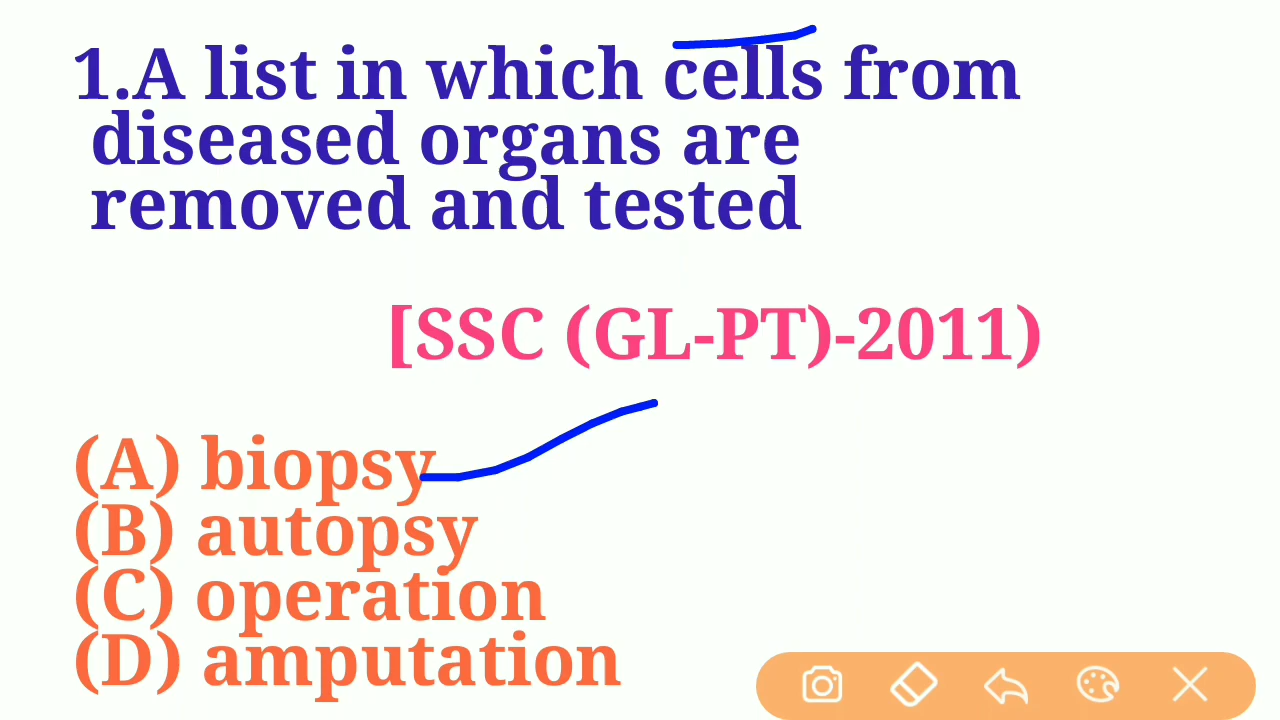 1.A list in which cells from
diseased organs are
removed and tested
[SSC (GL-PT)-2011)
(A) biopsy
(B) autopsy
(C) operation
(D) amputation